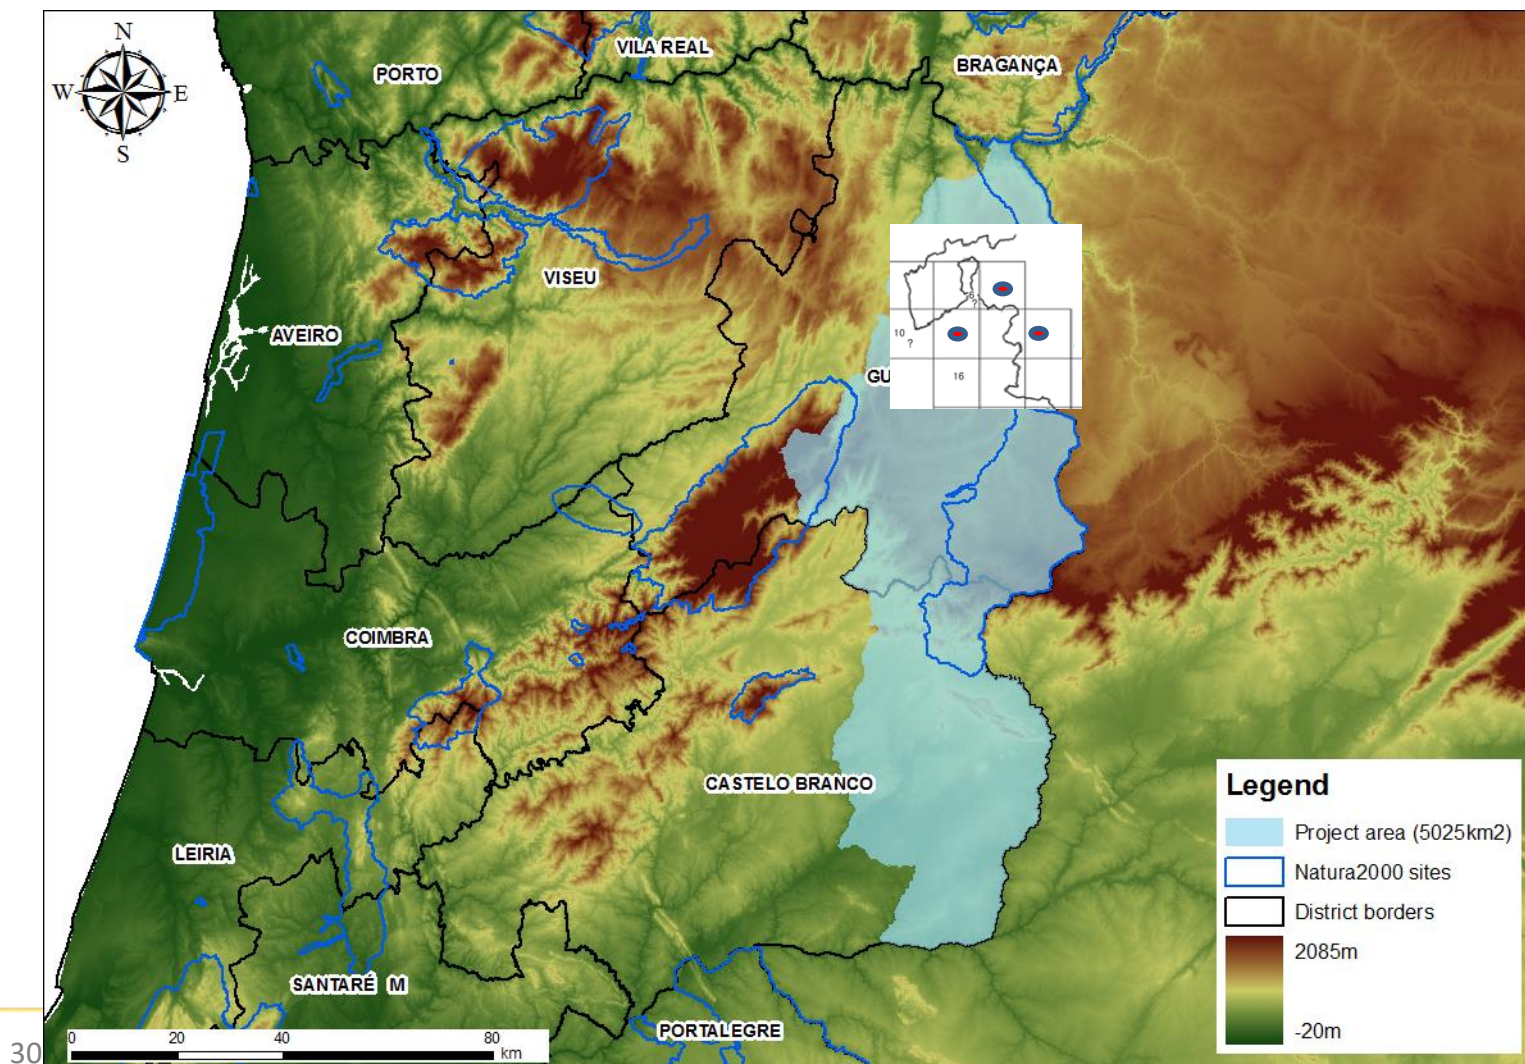 N
W E
S
PORTO
VILA REAL
BRAGANÇA
VISEU
AVEIRO
6
?
10
?
16
GU
COIMBRA
CASTELO BRANCO
LEIRIA
SANTARÉ M
PORTALEGRE
Legend
Project area (5025km2)
Natura2000 sites
District borders
2085m
-20m
0 20 40 80
km
30